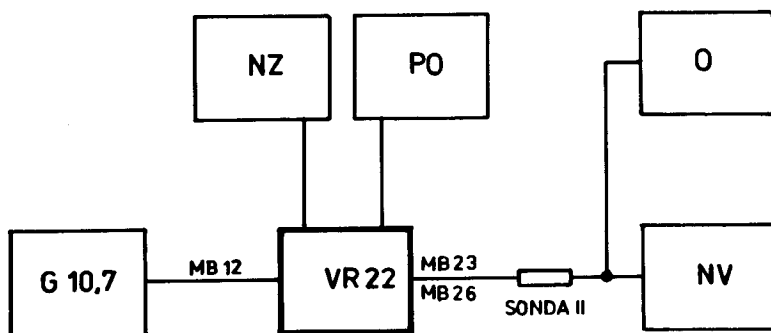 NZ
PO
O
G 10,7
MB 12
VR 22
MB 23
MB 26
SONDA II
NV